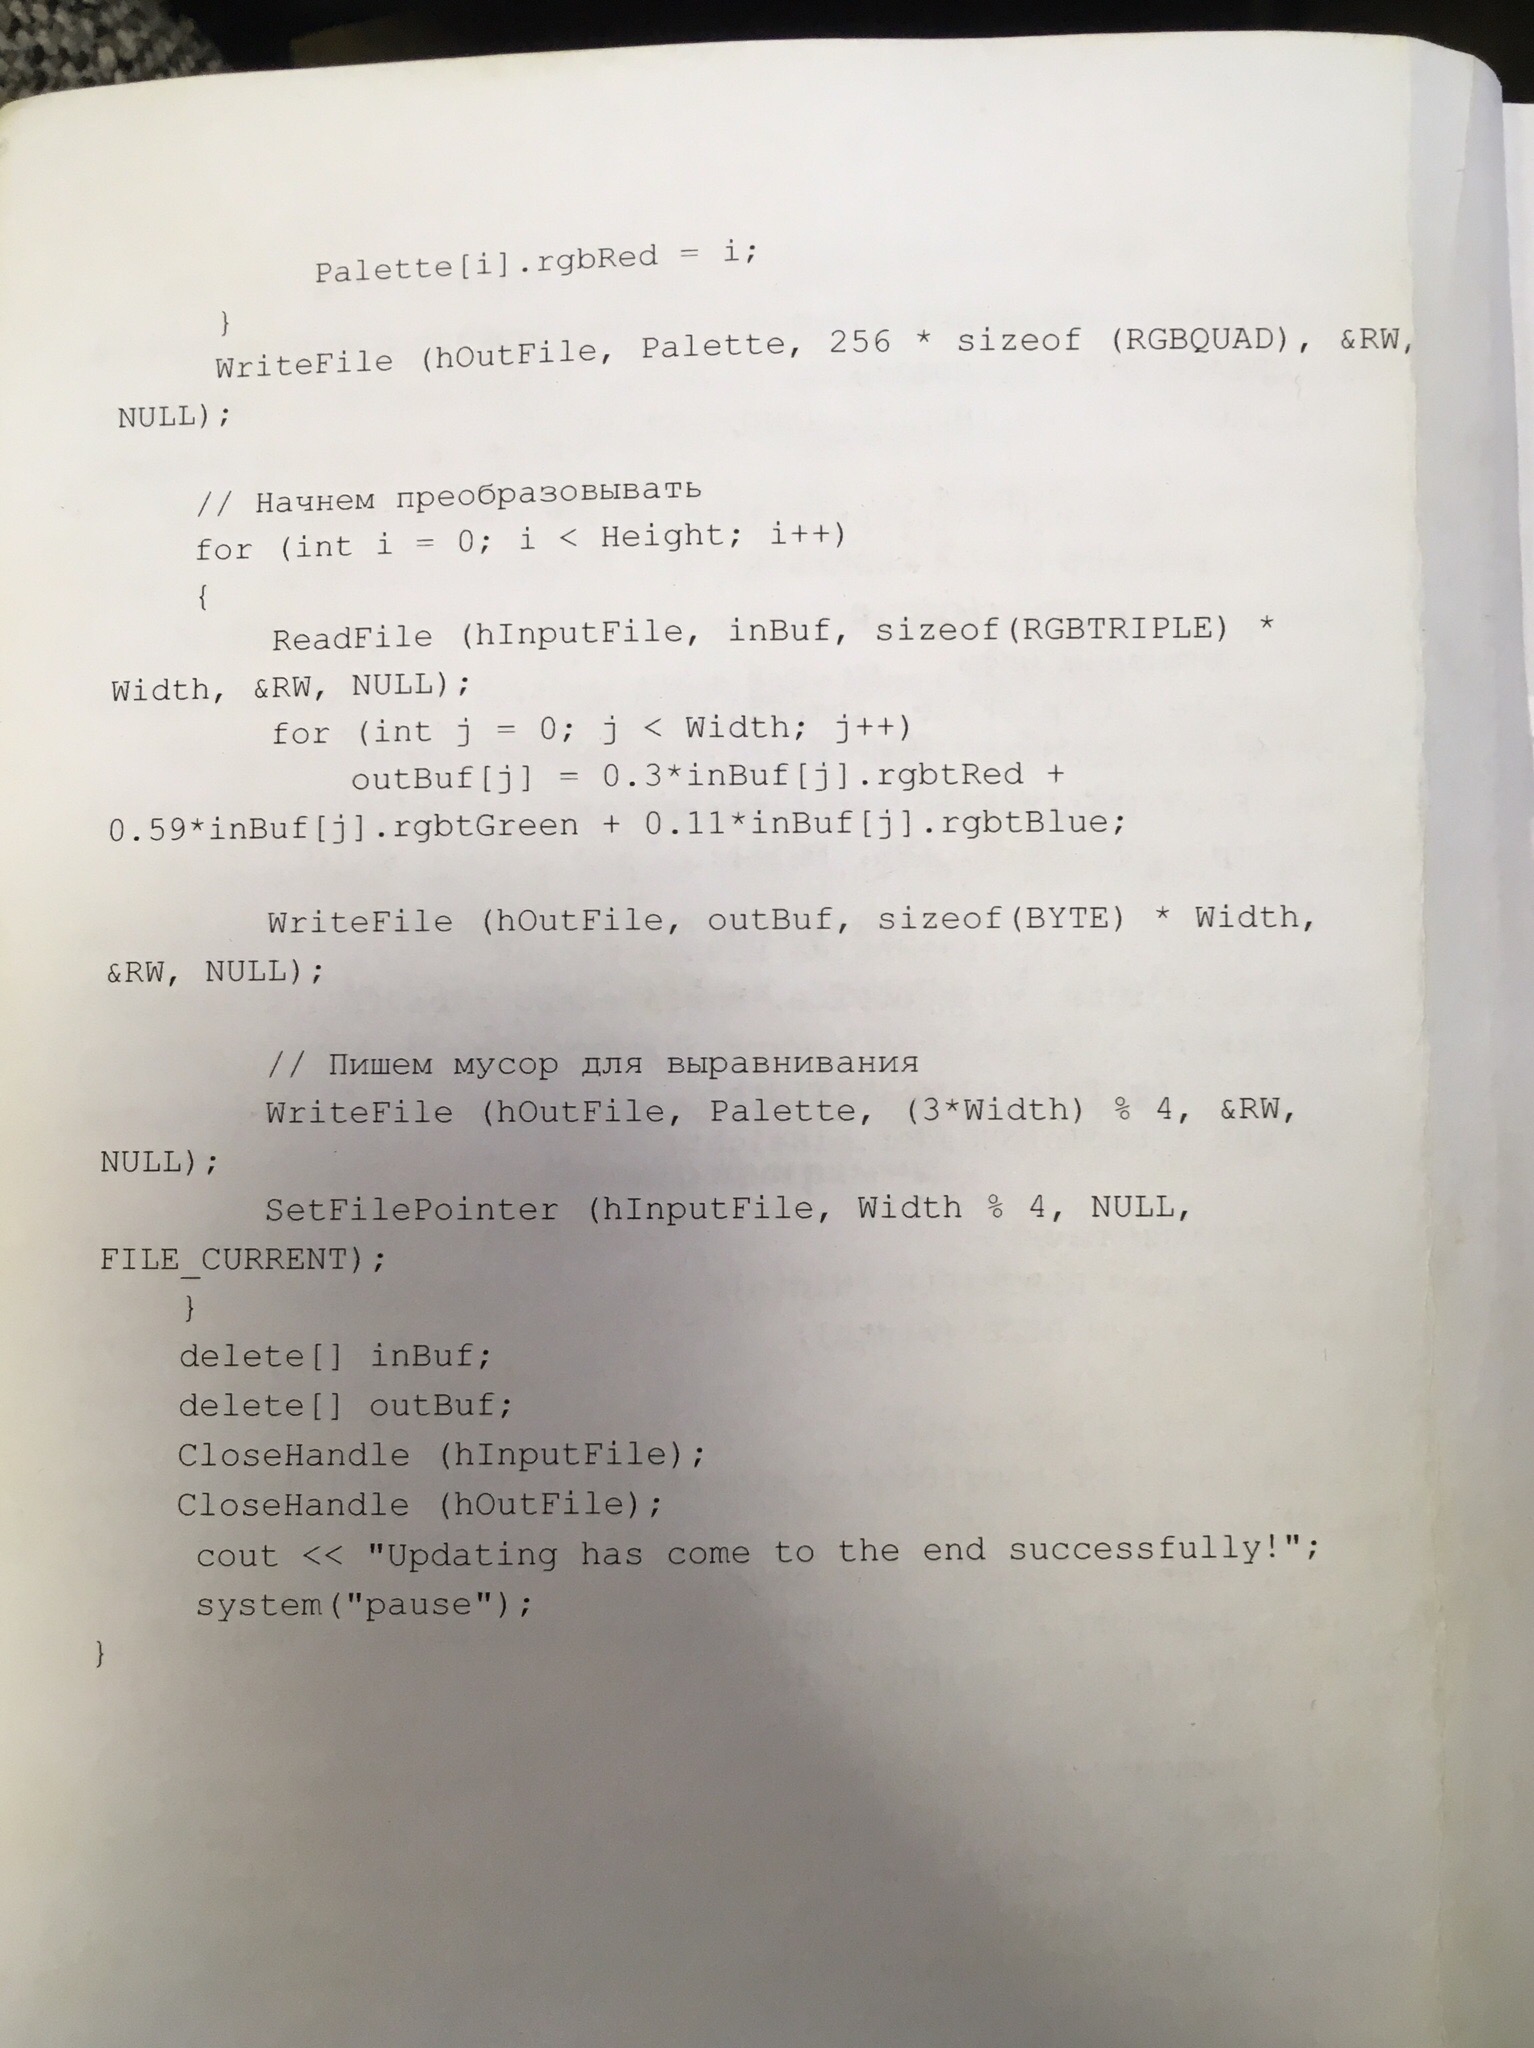 Palette[i].rgbRed = i;
}
WriteFile (hOutFile, Palette, 256 * sizeof (RGBQUAD), &RW,
NULL);
// Начнем преобразовывать
for (int i = 0; i < Height; i++)
{
ReadFile (hInputFile, inBuf, sizeof(RGBTRIPLE) *
Width, &RW, NULL);
for (int j = 0; j < Width; j++)
outBuf[j] = 0.3*inBuf[j].rgbtRed +
0.59*inBuf[j].rgbtGreen + 0.11*inBuf[j].rgbtBlue;
WriteFile (hOutFile, outBuf, sizeof(BYTE) * Width,
&RW, NULL);
// Пишем мусор для выравнивания
WriteFile (hOutFile, Palette, (3*Width) % 4, &RW,
NULL);
SetFilePointer (hInputFile, Width % 4, NULL,
FILE_CURRENT);
}
delete[] inBuf;
delete[] outBuf;
CloseHandle (hInputFile);
CloseHandle (hOutFile);
cout << "Updating has come to the end successfully!";
system("pause");
}